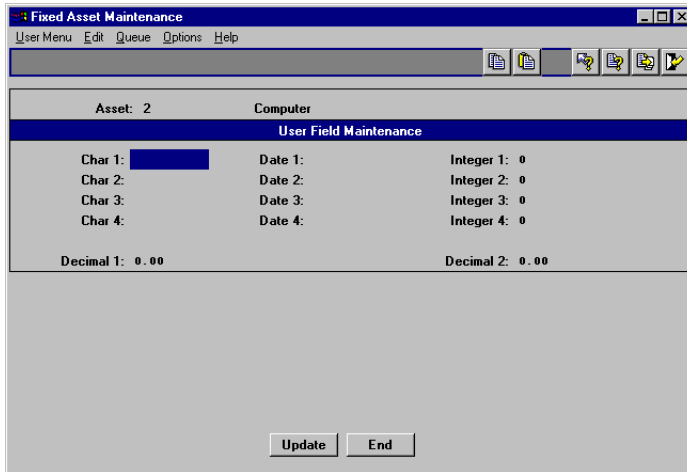 Fixed Asset Maintenance
User Menu Edit Queue Options Help
Asset: 2 Computer
User Field Maintenance
Char 1: Date 1: Integer 1: 0
Char 2: Date 2: Integer 2: 0
Char 3: Date 3: Integer 3: 0
Char 4: Date 4: Integer 4: 0
Decimal 1: 0.00 Decimal 2: 0.00
Update End